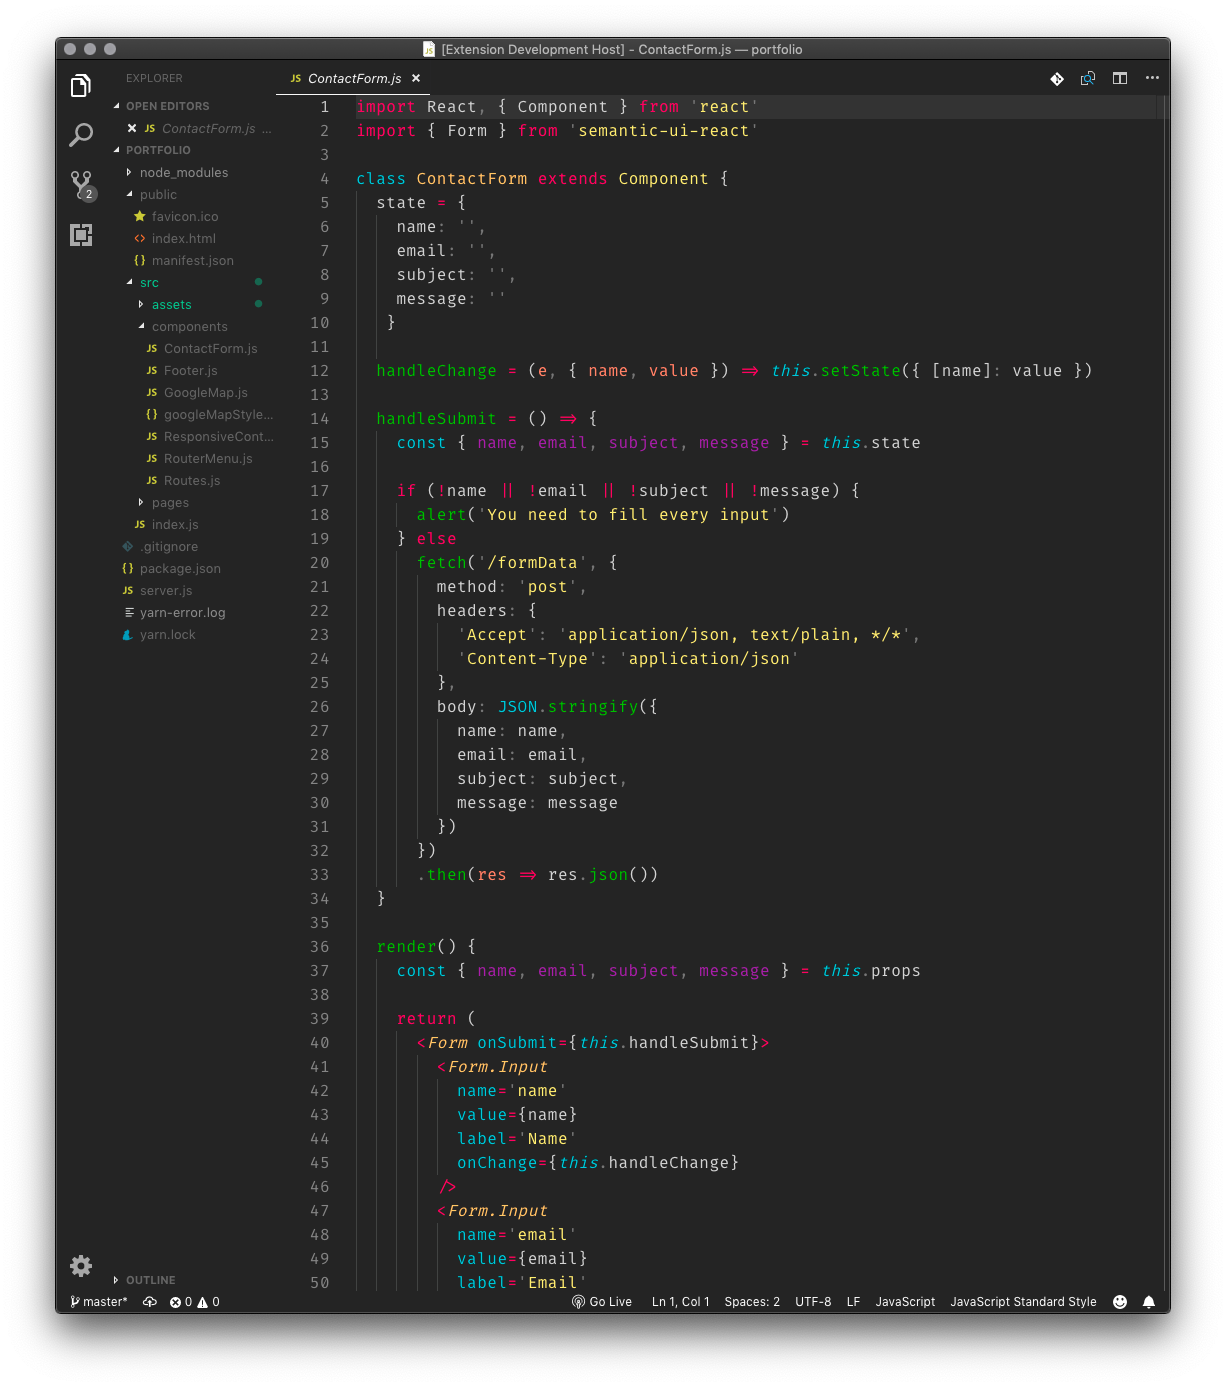 [Extension Development Host] - ContactForm.js — portfolio
EXPLORER
OPEN EDITORS
JS ContactForm.js ...
PORTFOLIO
node_modules
public
favicon.ico
<> index.html
{} manifest.json
src
assets
components
JS ContactForm.js
JS Footer.js
JS GoogleMap.js
{} googleMapStyle...
JS ResponsiveCont...
JS RouterMenu.js
JS Routes.js
pages
JS index.js
.gitignore
{} package.json
JS server.js
yarn-error.log
yarn.lock
OUTLINE
2
JS ContactForm.js ×
1 import React, { Component } from 'react'
2 import { Form } from 'semantic-ui-react'
3
4 class ContactForm extends Component {
5   state = {
6     name: '',
7     email: '',
8     subject: '',
9     message: ''
10    }
11
12   handleChange = (e, { name, value }) => this.setState({ [name]: value })
13
14   handleSubmit = () => {
15     const { name, email, subject, message } = this.state
16
17     if (!name || !email || !subject || !message) {
18       alert('You need to fill every input')
19     } else
20       fetch('/formData', {
21         method: 'post',
22         headers: {
23           'Accept': 'application/json, text/plain, */*',
24           'Content-Type': 'application/json'
25         },
26         body: JSON.stringify({
27           name: name,
28           email: email,
29           subject: subject,
30           message: message
31         })
32       })
33       .then(res => res.json())
34   }
35
36   render() {
37     const { name, email, subject, message } = this.props
38
39     return (
40       <Form onSubmit={this.handleSubmit}>
41         <Form.Input
42           name='name'
43           value={name}
44           label='Name'
45           onChange={this.handleChange}
46         />
47         <Form.Input
48           name='email'
49           value={email}
50           label='Email'
master* 0 0 Go Live Ln 1, Col 1 Spaces: 2 UTF-8 LF JavaScript JavaScript Standard Style